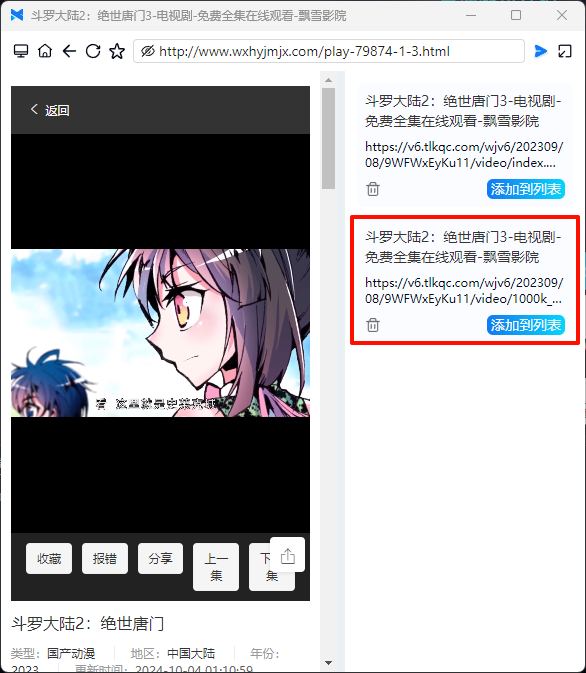 斗罗大陆2：绝世唐门3-电视剧-免费全集在线观看-飘雪影院
http://www.wxhyjmjx.com/play-79874-1-3.html
返回
看 这里就是史莱克城
收藏
报错
分享
上一
集
下
集
斗罗大陆2：绝世唐门
类型：国产动漫 地区：中国大陆 年份：
2023 更新时间：2024-10-04 01:10:59
斗罗大陆2：绝世唐门3-电视剧-
免费全集在线观看-飘雪影院
https://v6.tlkqc.com/wjv6/202309/
08/9WFWxEyKu11/video/index....
添加到列表
斗罗大陆2：绝世唐门3-电视剧-
免费全集在线观看-飘雪影院
https://v6.tlkqc.com/wjv6/202309/
08/9WFWxEyKu11/video/1000k_...
添加到列表